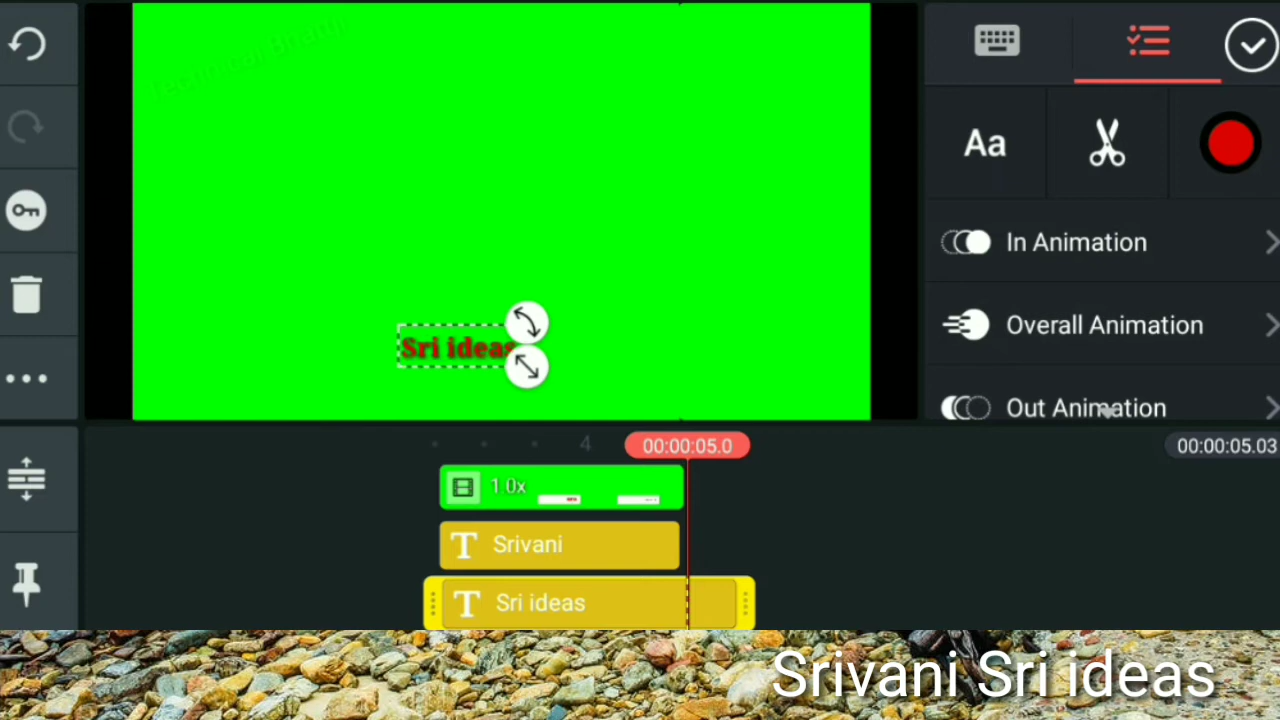 Aa
In Animation
Overall Animation
Out Animation
Sri ideas
4
00:00:05.0
00:00:05.03
1.0x
T Srivani
T Sri ideas
Srivani Sri ideas